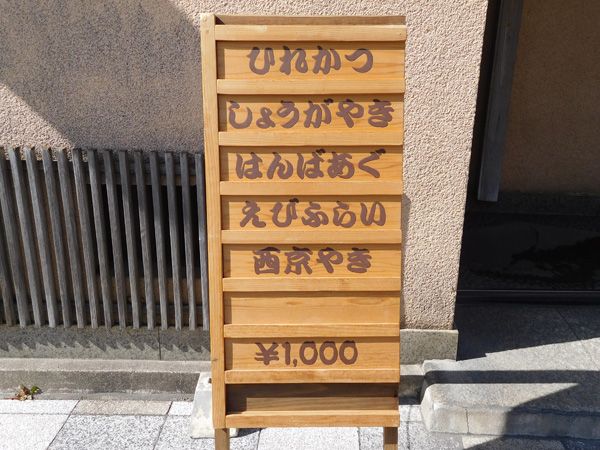 ひれかつ
しょうがやき
はんばあぐ
えびふらい
西京やき
¥1,000